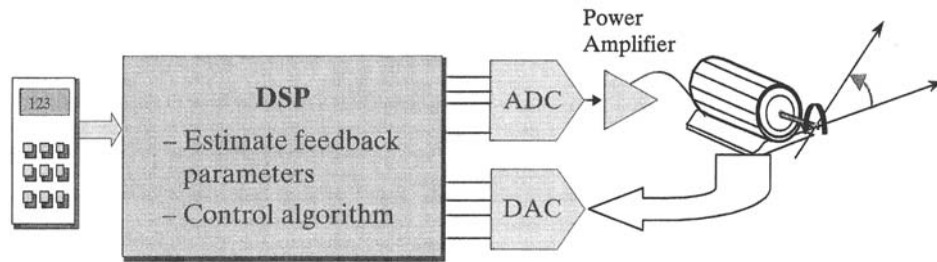 Power
Amplifier
123
DSP
– Estimate feedback
parameters
– Control algorithm
ADC
DAC